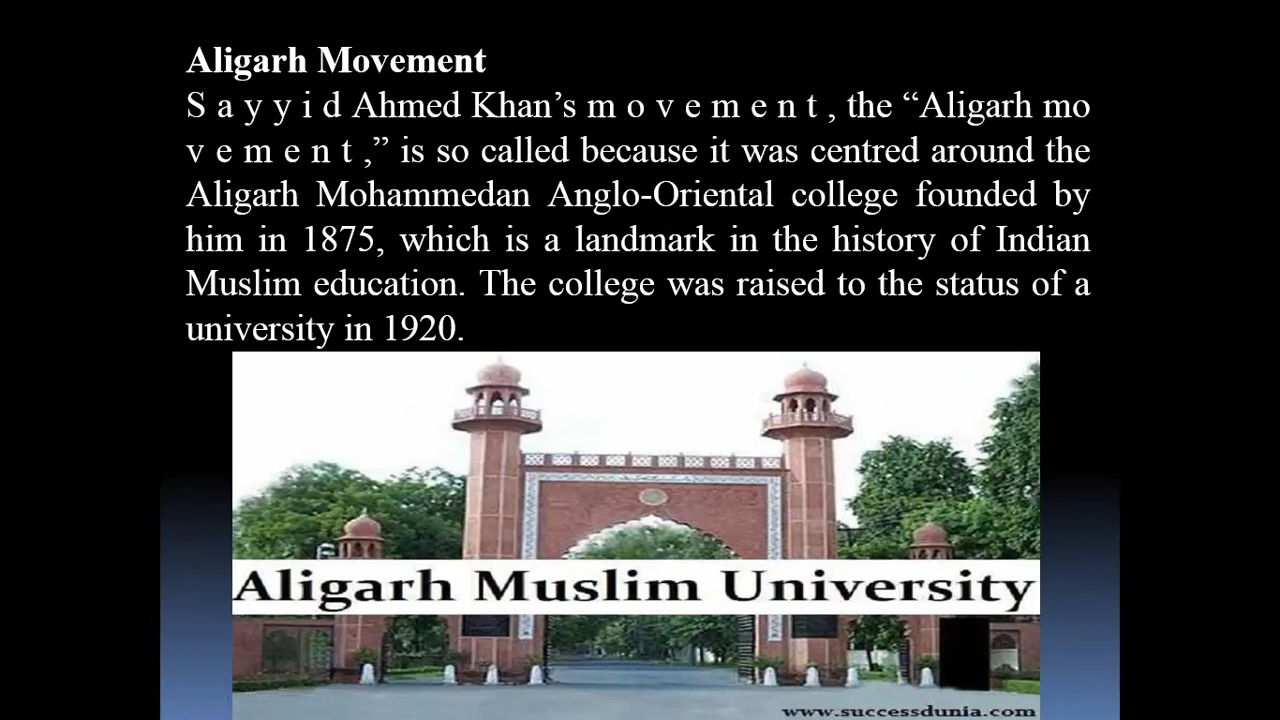 Aligarh Movement
S a y y i d Ahmed Khan’s m o v e m e n t , the “Aligarh mo
v e m e n t ,” is so called because it was centred around the
Aligarh Mohammedan Anglo-Oriental college founded by
him in 1875, which is a landmark in the history of Indian
Muslim education. The college was raised to the status of a
university in 1920.
Aligarh Muslim University
www.successdunia.com